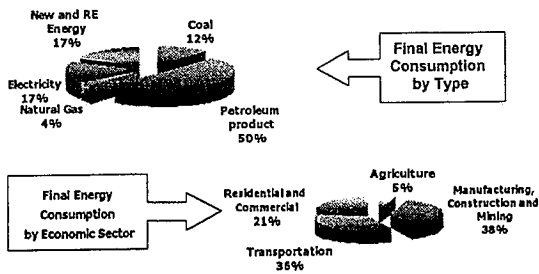 New and RE
Energy
17%
Coal
12%
Electricity
17%
Natural Gas
4%
Petroleum
product
50%
Final Energy
Consumption
by Type
Final Energy
Consumption
by Economic Sector
Residential and
Commercial
21%
Agriculture
5%
Manufacturing,
Construction and
Mining
38%
Transportation
36%